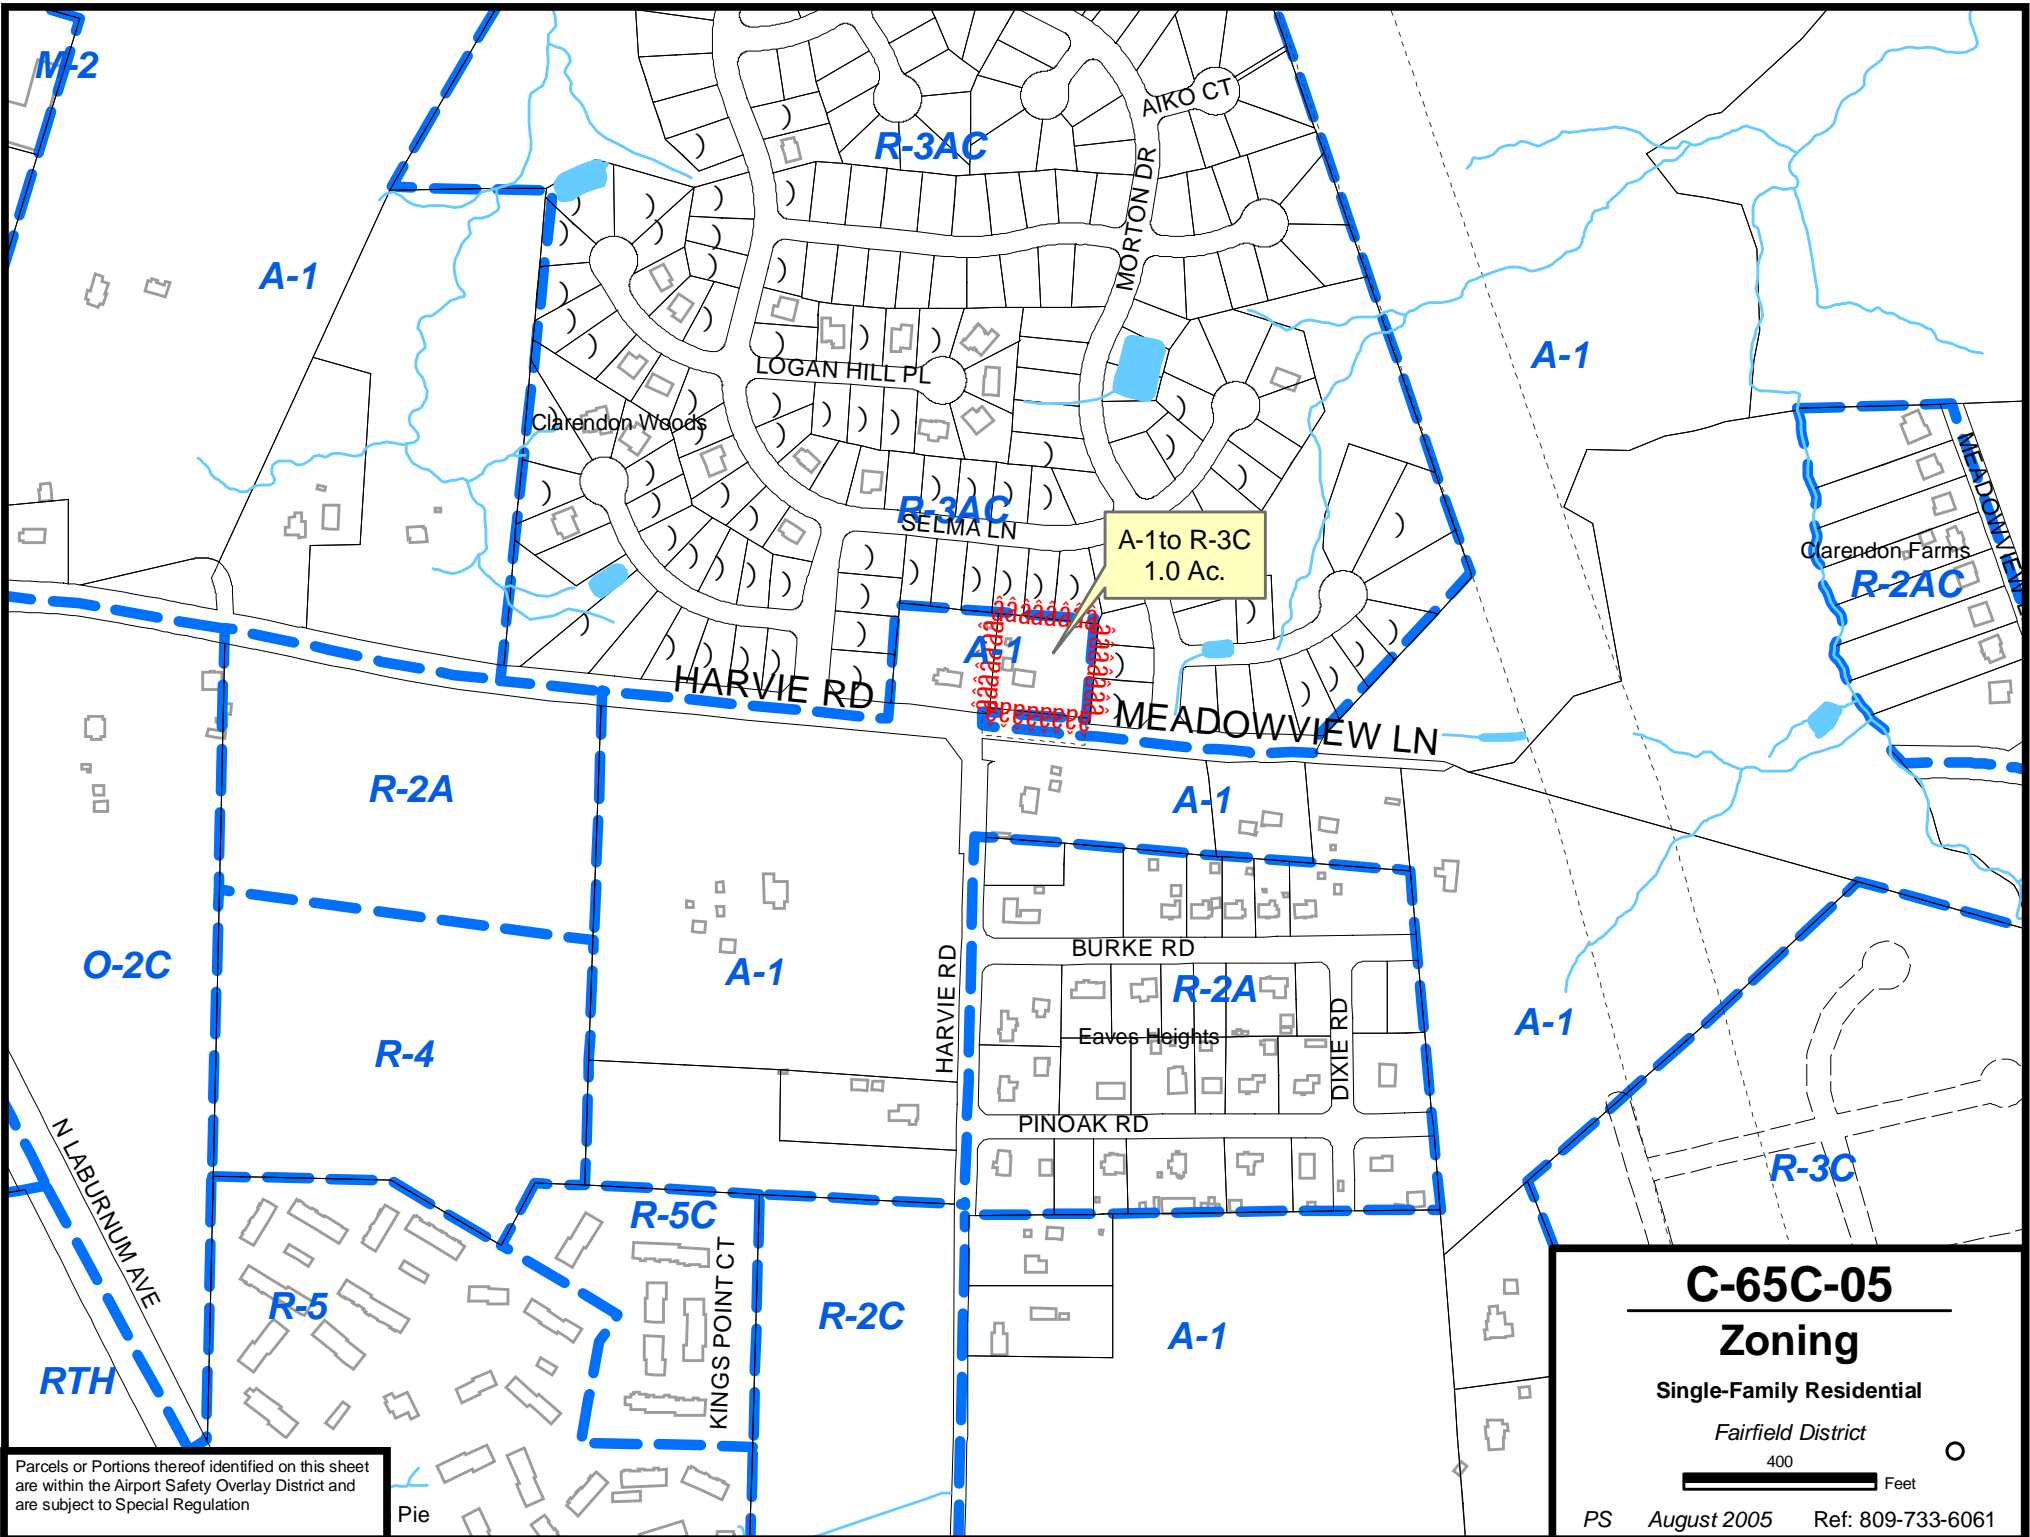 M-2
AIKO CT
R-3AC
MORTON DR
A-1
A-1
LOGAN HILL PL
Clarendon Woods
MEADOWVIEW
R-3AC
SELMA LN
A-1to R-3C
1.0 Ac.
Clarendon Farms
R-2AC
A-1
HARVIE RD
MEADOWVIEW LN
R-2A
A-1
O-2C
A-1
HARVIE RD
BURKE RD
R-2A
Eaves Heights
DIXIE RD
A-1
R-4
PINOAK RD
N LABURNUM AVE
R-3C
R-5C
KINGS POINT CT
R-5
R-2C
A-1
RTH
C-65C-05
Zoning
Single-Family Residential
Fairfield District
400
Feet
PS August 2005 Ref: 809-733-6061
Parcels or Portions thereof identified on this sheet
are within the Airport Safety Overlay District and
are subject to Special Regulation
Pie